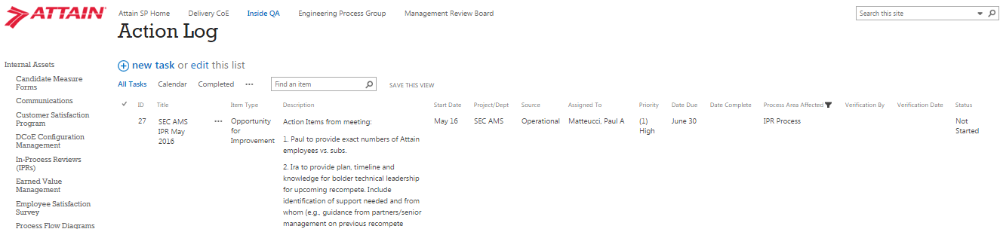 ATTAIN
Attain SP Home Delivery CoE Inside QA Engineering Process Group Management Review Board
Search this site
Action Log
Internal Assets
Candidate Measure
Forms
Communications
Customer Satisfaction
Program
DCoE Configuration
Management
In-Process Reviews
(IPRs)
Earned Value
Management
Employee Satisfaction
Survey
Process Flow Diagrams
new task or edit this list
All Tasks Calendar Completed ••• Find an item SAVE THIS VIEW
ID Title Item Type Description Start Date Project/Dept Source Assigned To Priority Date Due Date Complete Process Area Affected Verification By Verification Date Status
27 SEC AMS ••• Opportunity Action Items from meeting: May 16 SEC AMS Operational Matteucci, Paul A (1) June 30 IPR Process Not
IPR May for High Started
2016 Improvement 1. Paul to provide exact numbers of Attain
employees vs. subs.
2. Ira to provide plan, timeline and
knowledge for bolder technical leadership
for upcoming recompete. Include
identification of support needed and from
whom (e.g., guidance from partners/senior
management on previous recompete